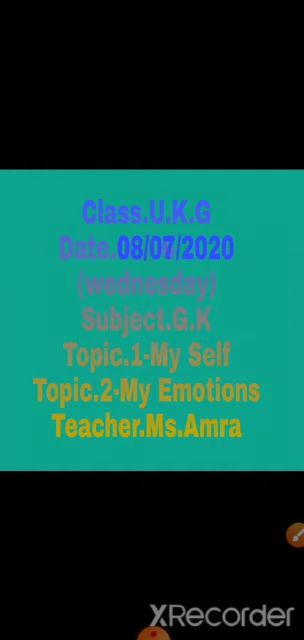 Class.U.K.G
Date.08/07/2020
(wednesday)
Subject.G.K
Topic.1-My Self
Topic.2-My Emotions
Teacher.Ms.Amra
XRecorder